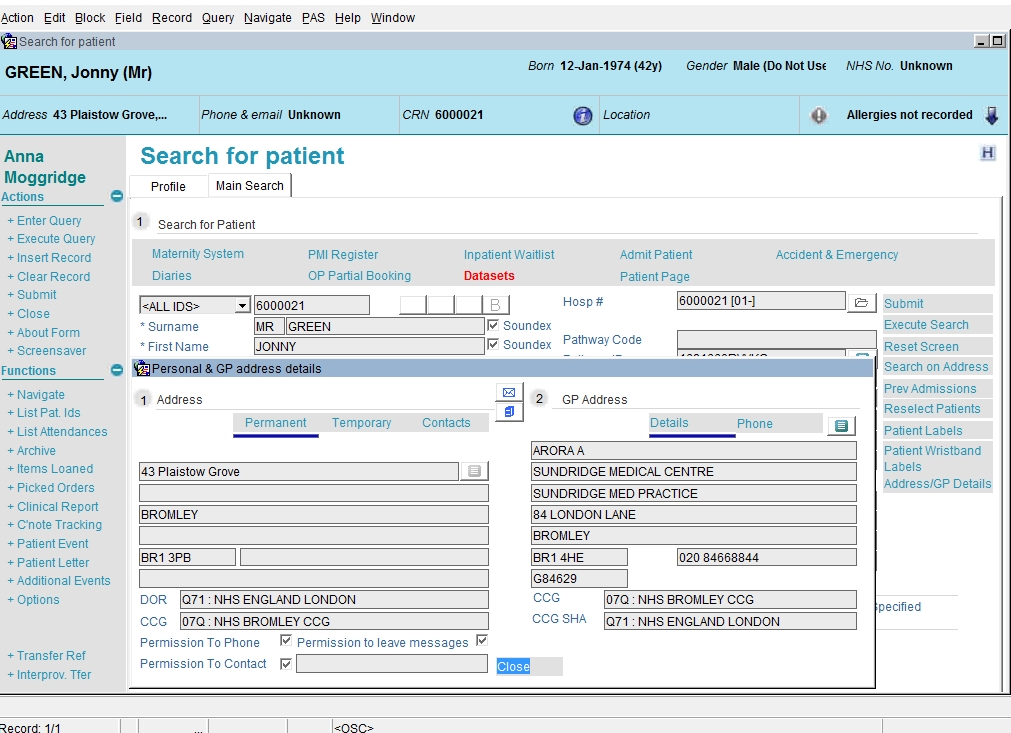 Action Edit Block Field Record Query Navigate PAS Help Window
Search for patient
GREEN, Jonny (Mr) Born 12-Jan-1974 (42y) Gender Male (Do Not Use NHS No. Unknown
Address 43 Plaistow Grove,... Phone & email Unknown CRN 6000021 Location Allergies not recorded
Anna
Moggridge
Actions
+ Enter Query
+ Execute Query
+ Insert Record
+ Clear Record
+ Submit
+ Close
+ About Form
+ Screensaver
Functions
+ Navigate
+ List Pat. Ids
+ List Attendances
+ Archive
+ Items Loaned
+ Picked Orders
+ Clinical Report
+ C'note Tracking
+ Patient Event
+ Patient Letter
+ Additional Events
+ Options
+ Transfer Ref
+ Interprov. Tfer
Search for patient H
Profile Main Search
1 Search for Patient
Maternity System PMI Register Inpatient Waitlist Admit Patient Accident & Emergency
Diaries OP Partial Booking Datasets Patient Page
<ALL IDS> 6000021 B Hosp # 6000021 [01-]
* Surname MR GREEN Soundex
* First Name JONNY Soundex Pathway Code
Submit
Execute Search
Reset Screen
Search on Address
Prev Admissions
Reselect Patients
Patient Labels
Patient Wristband
Labels
Address/GP Details
Personal & GP address details
1 Address
Permanent Temporary Contacts
43 Plaistow Grove
BROMLEY
BR1 3PB
DOR Q71 : NHS ENGLAND LONDON
CCG 07Q : NHS BROMLEY CCG
Permission To Phone Permission to leave messages
Permission To Contact
Close
2 GP Address
Details Phone
ARORA A
SUNDRIDGE MEDICAL CENTRE
SUNDRIDGE MED PRACTICE
84 LONDON LANE
BROMLEY
BR1 4HE 020 84668844
G84629
CCG 07Q : NHS BROMLEY CCG
CCG SHA Q71 : NHS ENGLAND LONDON
Specified
Record: 1/1 ... <OSC>